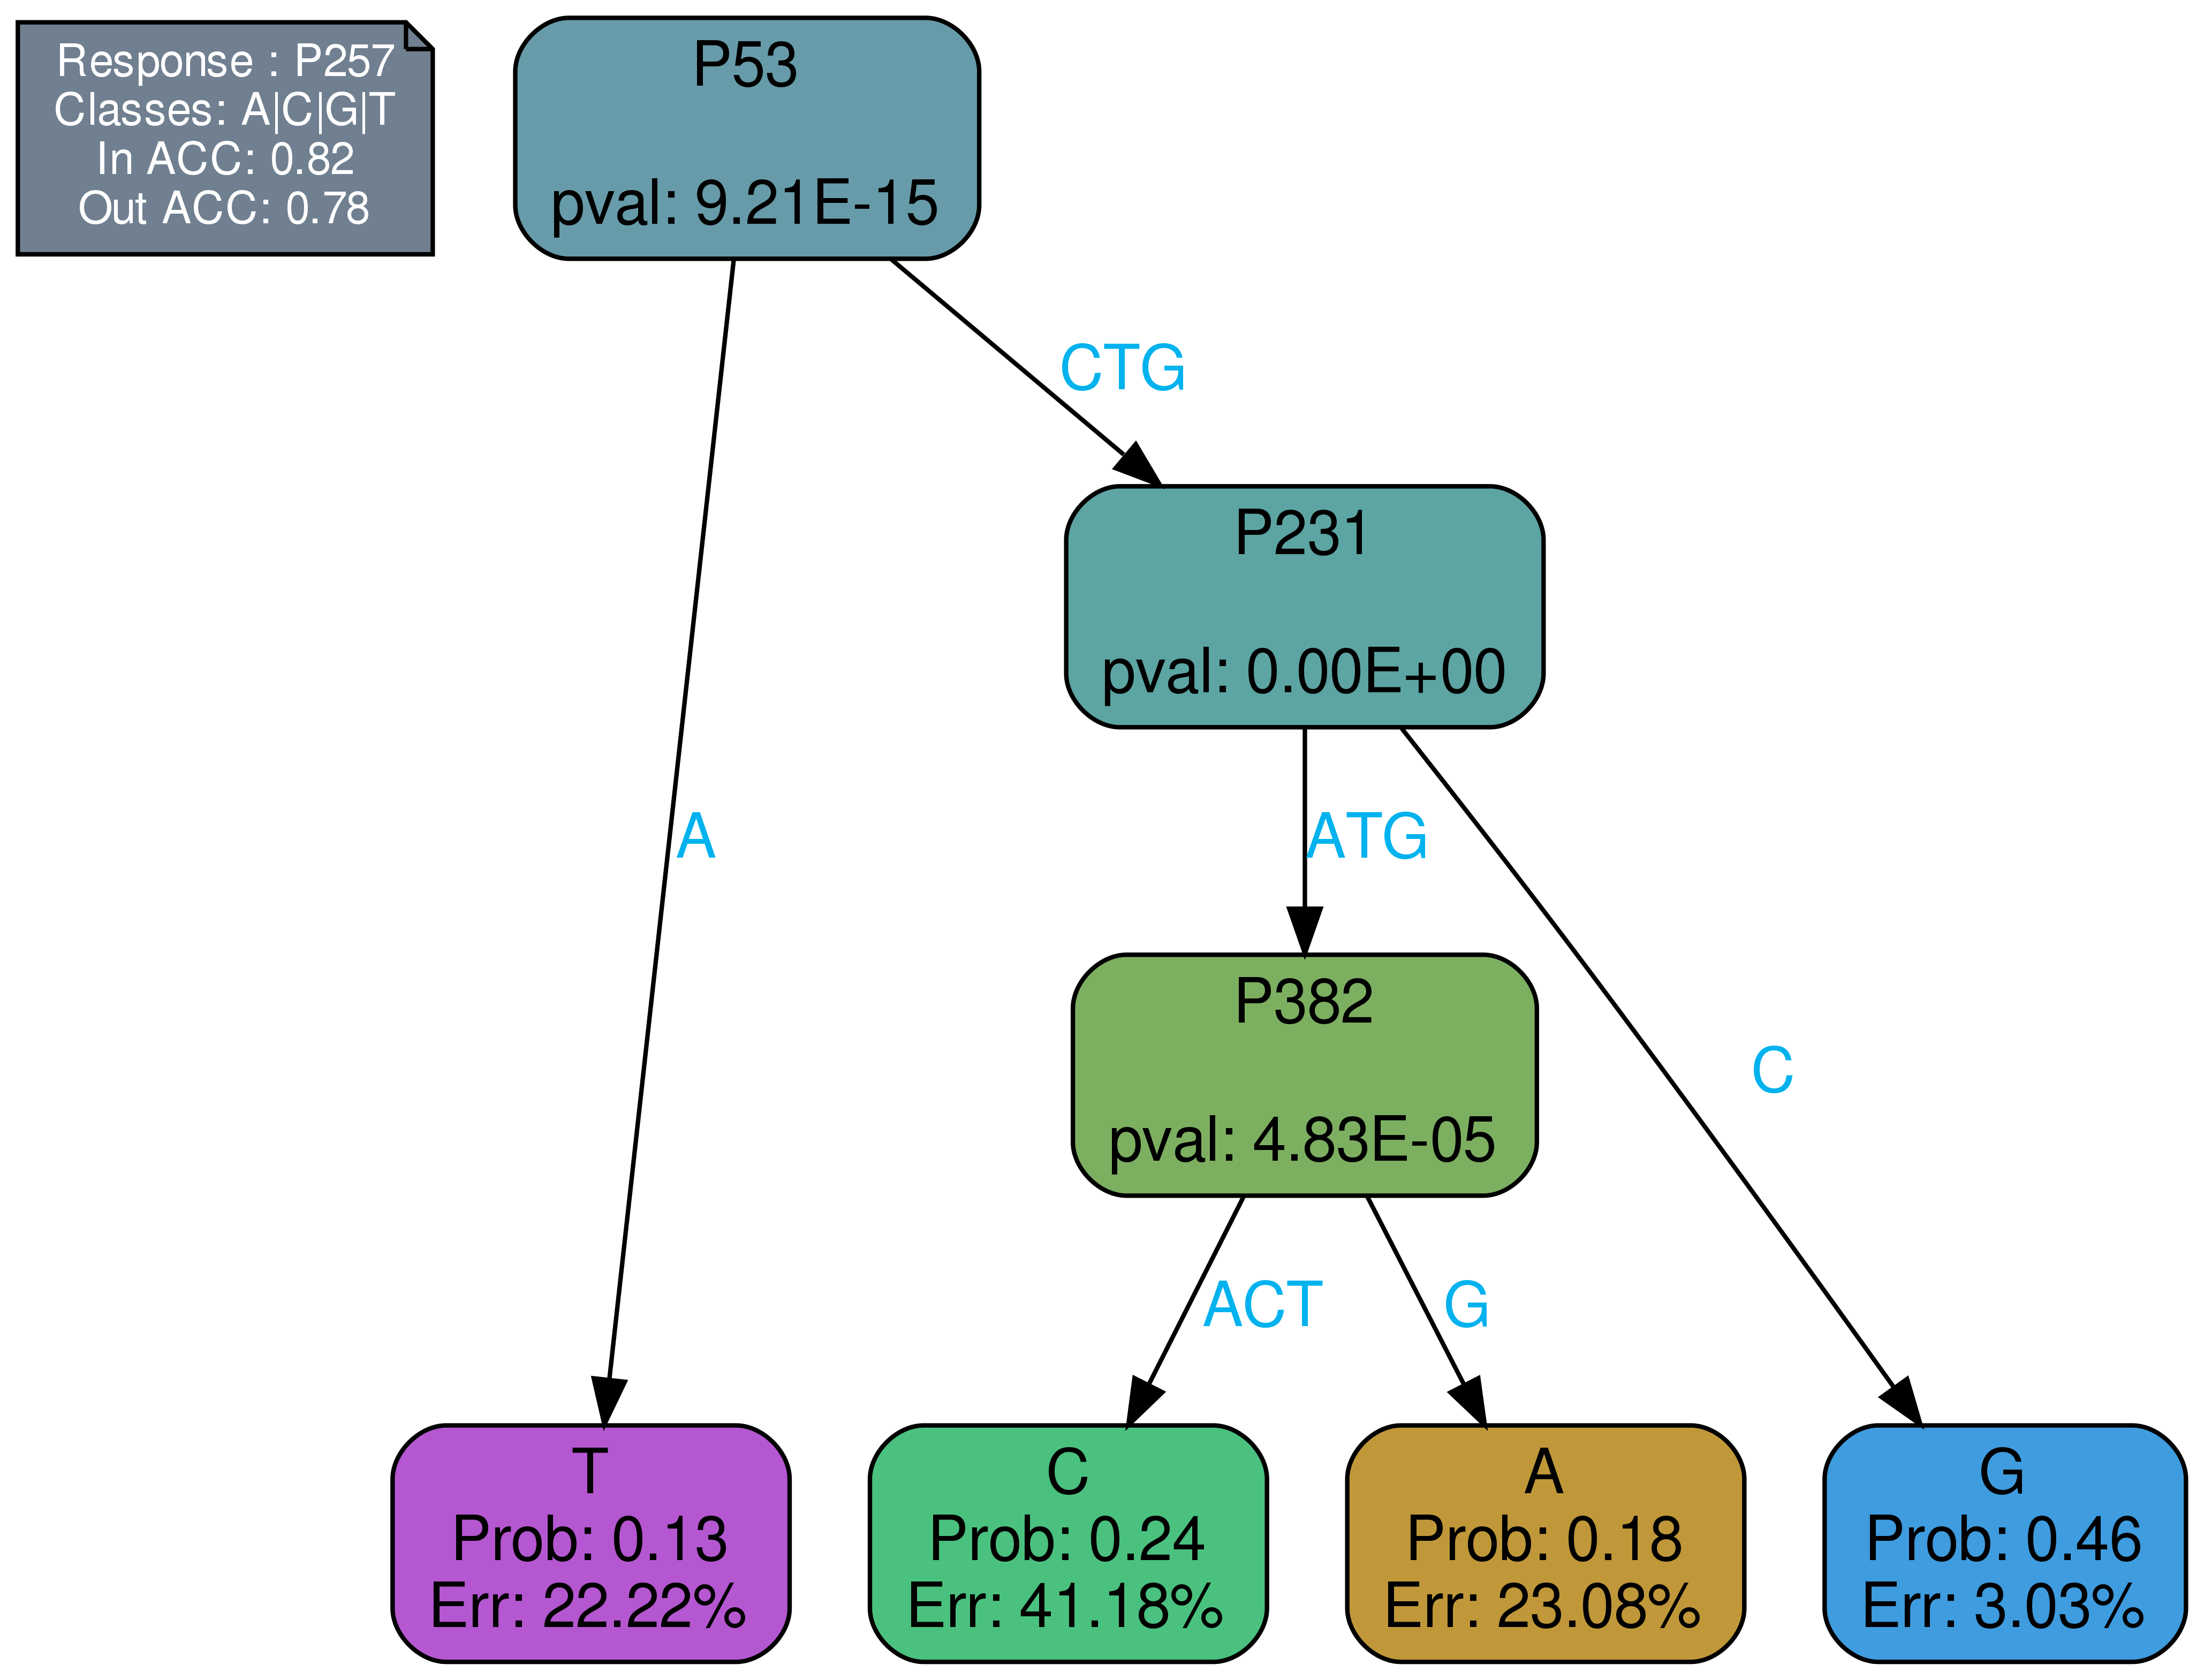 Response : P257
Classes: A|C|G|T
In ACC: 0.82
Out ACC: 0.78
P53
pval: 9.21E-15
CTG
P231
pval: 0.00E+00
A
ATG
P382
pval: 4.83E-05
C
ACT
G
T
Prob: 0.13
Err: 22.22%
C
Prob: 0.24
Err: 41.18%
A
Prob: 0.18
Err: 23.08%
G
Prob: 0.46
Err: 3.03%